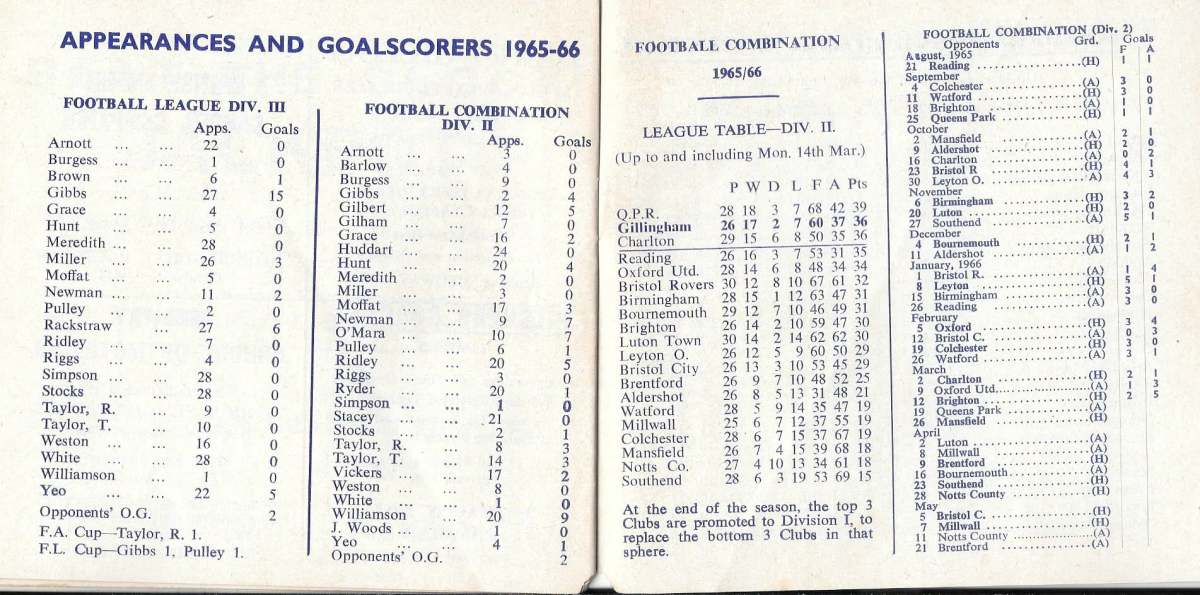 APPEARANCES AND GOALSCORERS 1965-66
FOOTBALL LEAGUE DIV. III
Apps. Goals
Arnott ... ... 22 0
Burgess ... ... 1 0
Brown ... ... 6 1
Gibbs ... ... 27 15
Grace ... ... 4 0
Hunt ... ... 5 0
Meredith ... ... 28 0
Miller ... ... 26 3
Moffat ... ... 5 0
Newman ... ... 11 2
Pulley ... ... 2 0
Rackstraw ... 27 6
Ridley ... ... 7 0
Riggs ... ... 4 0
Simpson ... ... 28 0
Stocks ... ... 28 0
Taylor, R. ... 9 0
Taylor, T. ... 10 0
Weston ... ... 16 0
White ... ... 28 0
Williamson ... 1 0
Yeo ... ... 22 5
Opponents' O.G. 2
F.A. Cup—Taylor, R. 1.
F.L. Cup—Gibbs 1, Pulley 1.
FOOTBALL COMBINATION
DIV. II
Apps. Goals
Arnott ... ... 3 0
Barlow ... ... 4 0
Burgess ... ... 9 0
Gibbs ... ... 2 4
Gilbert ... ... 12 5
Gilham ... ... 7 0
Grace ... ... 16 2
Huddart ... ... 24 0
Hunt ... ... 20 4
Meredith ... ... 2 0
Miller ... ... 3 0
Moffat ... ... 17 3
Newman ... ... 9 7
O'Mara ... ... 10 7
Pulley ... ... 6 1
Ridley ... ... 20 5
Riggs ... ... 3 0
Ryder ... ... 20 1
Simpson ... ... 1 0
Stacey ... ... 21 0
Stocks ... ... 2 1
Taylor, R. ... 8 3
Taylor, T. ... 14 3
Vickers ... ... 17 2
Weston ... ... 8 0
White ... ... 1 0
Williamson ... 20 9
J. Woods ... ... 1 0
Yeo ... ... 4 1
Opponents' O.G. 2
FOOTBALL COMBINATION
1965/66
LEAGUE TABLE—DIV. II.
(Up to and including Mon. 14th Mar.)
P W D L F A Pts
Q.P.R. 28 18 3 7 68 42 39
Gillingham 26 17 2 7 60 37 36
Charlton 29 15 6 8 50 35 36
Reading 26 16 3 7 53 31 35
Oxford Utd. 28 14 6 8 48 34 34
Bristol Rovers 30 12 8 10 67 61 32
Birmingham 28 15 1 12 63 47 31
Bournemouth 29 12 7 10 46 49 31
Brighton 26 14 2 10 59 47 30
Luton Town 30 14 2 14 62 62 30
Leyton O. 26 12 5 9 60 50 29
Bristol City 26 13 3 10 53 45 29
Brentford 26 9 7 10 48 52 25
Aldershot 26 8 5 13 31 48 21
Watford 28 5 9 14 35 47 19
Millwall 25 6 7 12 37 55 19
Colchester 28 6 7 15 37 67 19
Mansfield 26 7 4 15 39 68 18
Notts Co. 27 4 10 13 34 61 18
Southend 28 6 3 19 53 69 15
At the end of the season, the top 3
Clubs are promoted to Division I, to
replace the bottom 3 Clubs in that
sphere.
FOOTBALL COMBINATION (Div. 2)
Opponents Grd. Goals
August, 1965 F A
21 Reading ...................(H) 1 1
September
4 Colchester ..................(A) 3 0
11 Watford ..................(H) 3 0
18 Brighton ..................(A) 1 0
25 Queens Park ..................(H) 1 1
October
2 Mansfield ..................(A) 2 1
9 Aldershot ..................(H) 2 0
16 Charlton ..................(A) 0 2
23 Bristol R ..................(H) 4 1
30 Leyton O. ..................A) 4 3
November
6 Birmingham ..................(H) 3 2
20 Luton ..................(H) 2 0
27 Southend ..................(A) 5 1
December
4 Bournemouth ..................(H) 2 1
11 Aldershot ..................(A) 1 2
January, 1966
1 Bristol R. ..................(A) 1 4
8 Leyton ..................(H) 5 1
15 Birmingham ..................(A) 3 0
26 Reading ..................(A) 3 0
February
5 Oxford ..................(H) 3 4
12 Bristol C. ..................(A) 0 3
19 Colchester ..................(H) 3 0
26 Watford ..................(A) 3 1
March
2 Charlton ..................(H) 2 1
9 Oxford Utd...................(A) 1 3
12 Brighton ..................(H) 2 5
19 Queens Park ..................(A)
26 Mansfield ..................(H)
April
2 Luton ..................(A)
8 Millwall ..................(A)
9 Brentford ..................(H)
16 Bournemouth ..................(A)
23 Southend ..................(H)
28 Notts County ..................(H)
May
5 Bristol C. ..................(H)
7 Millwall ..................(H)
11 Notts County ..................(A)
21 Brentford ..................(A)